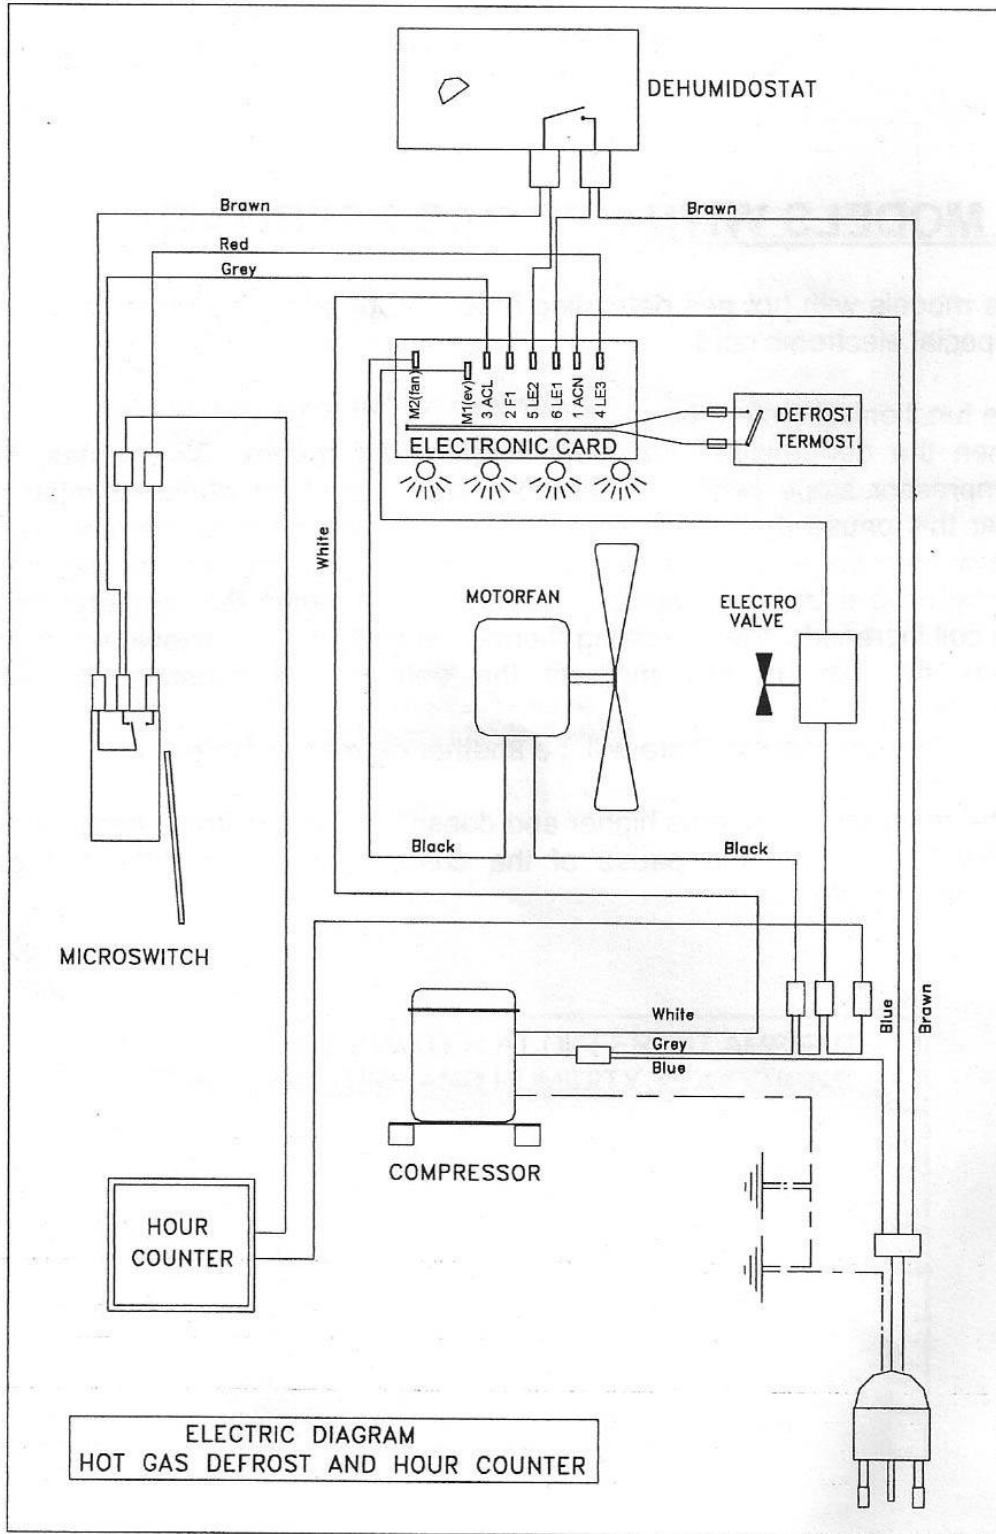 DEHUMIDOSTAT
Brawn
Brawn
Red
Grey
M2(fan)
M1(ev)
3 ACL
2 F1
5 LE2
6 LE1
1 ACN
4 LE3
ELECTRONIC CARD
DEFROST
TERMOST.
White
MOTORFAN
ELECTRO
VALVE
Black
Black
MICROSWITCH
White
Grey
Blue
Blue
Brawn
COMPRESSOR
HOUR
COUNTER
ELECTRIC DIAGRAM
HOT GAS DEFROST AND HOUR COUNTER